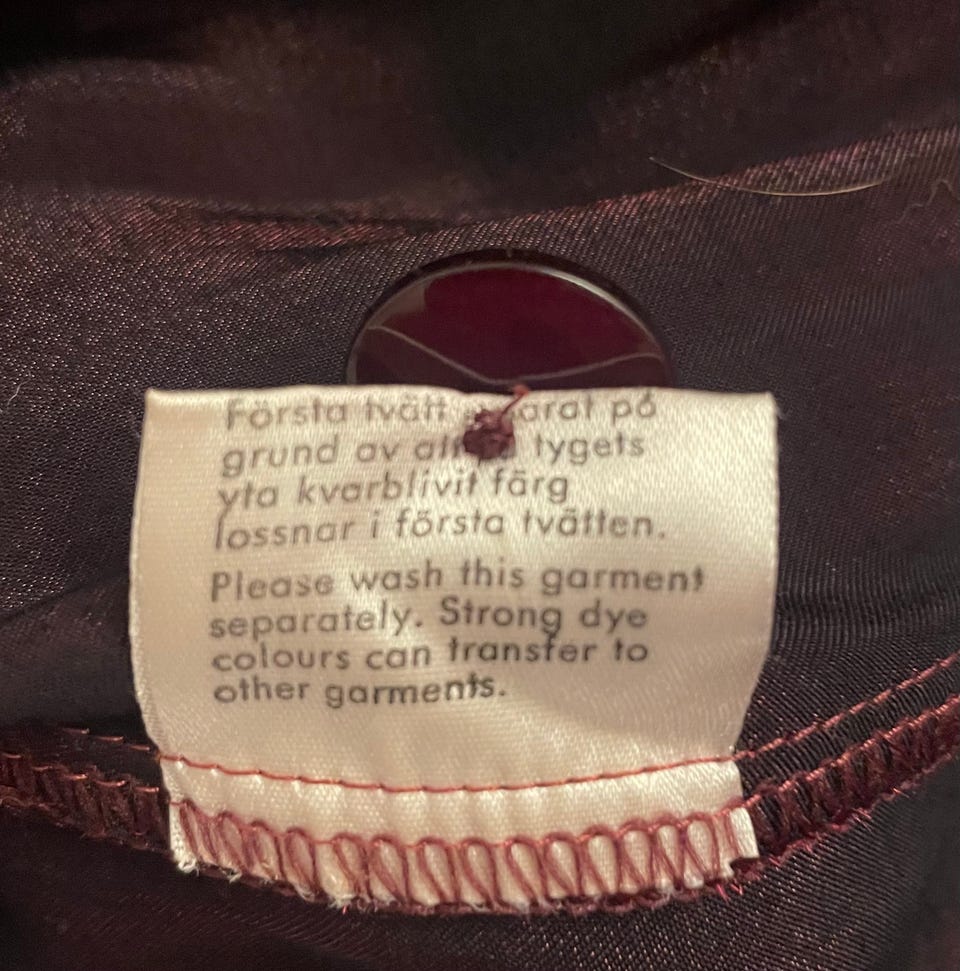 Första tvätt på
grund av tygets
yta kvarblivit färg
lossnar i första tvätten.
Please wash this garment
separately. Strong dye
colours can transfer to
other garments.